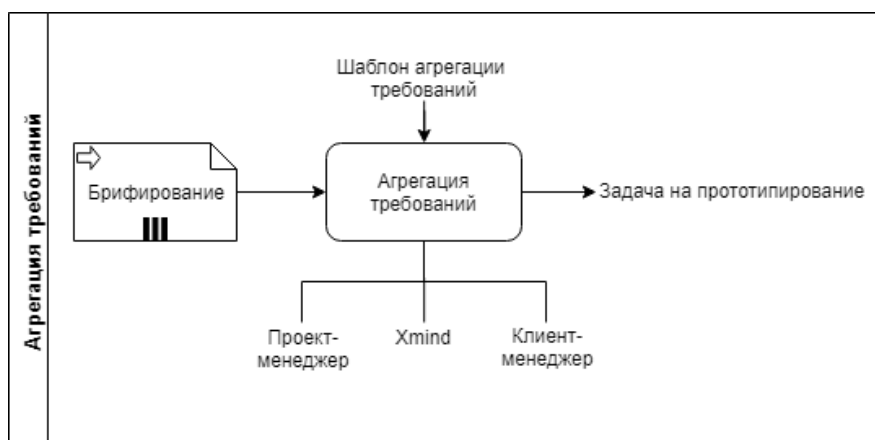 Агрегация требований
Шаблон агрегации
требований
Брифирование
Агрегация
требований
Задача на прототипирование
Проект-
менеджер
Xmind
Клиент-
менеджер